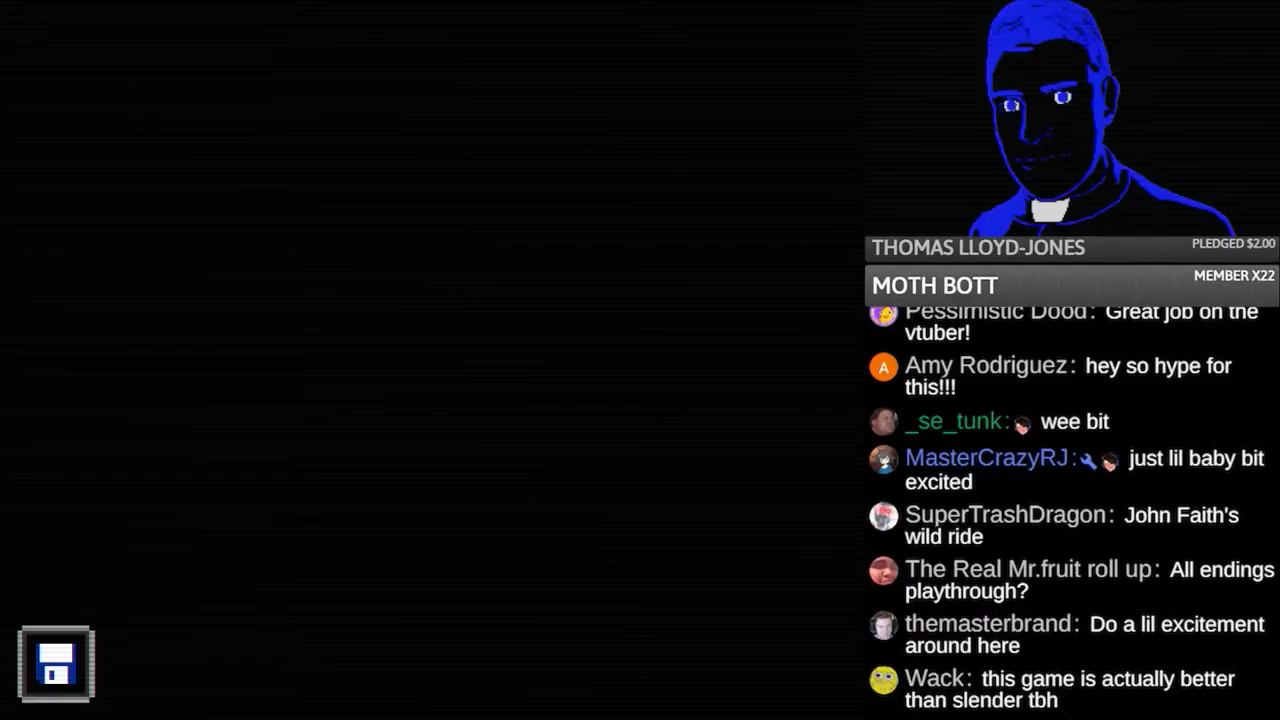 THOMAS LLOYD-JONES PLEDGED $2.00
MOTH BOTT MEMBER X22
Pessimistic Dood: Great job on the
vtuber!
A Amy Rodriguez: hey so hype for
this!!!
_se_tunk: wee bit
MasterCrazyRJ: just lil baby bit
excited
SuperTrashDragon: John Faith's
wild ride
The Real Mr.fruit roll up: All endings
playthrough?
themasterbrand: Do a lil excitement
around here
Wack: this game is actually better
than slender tbh